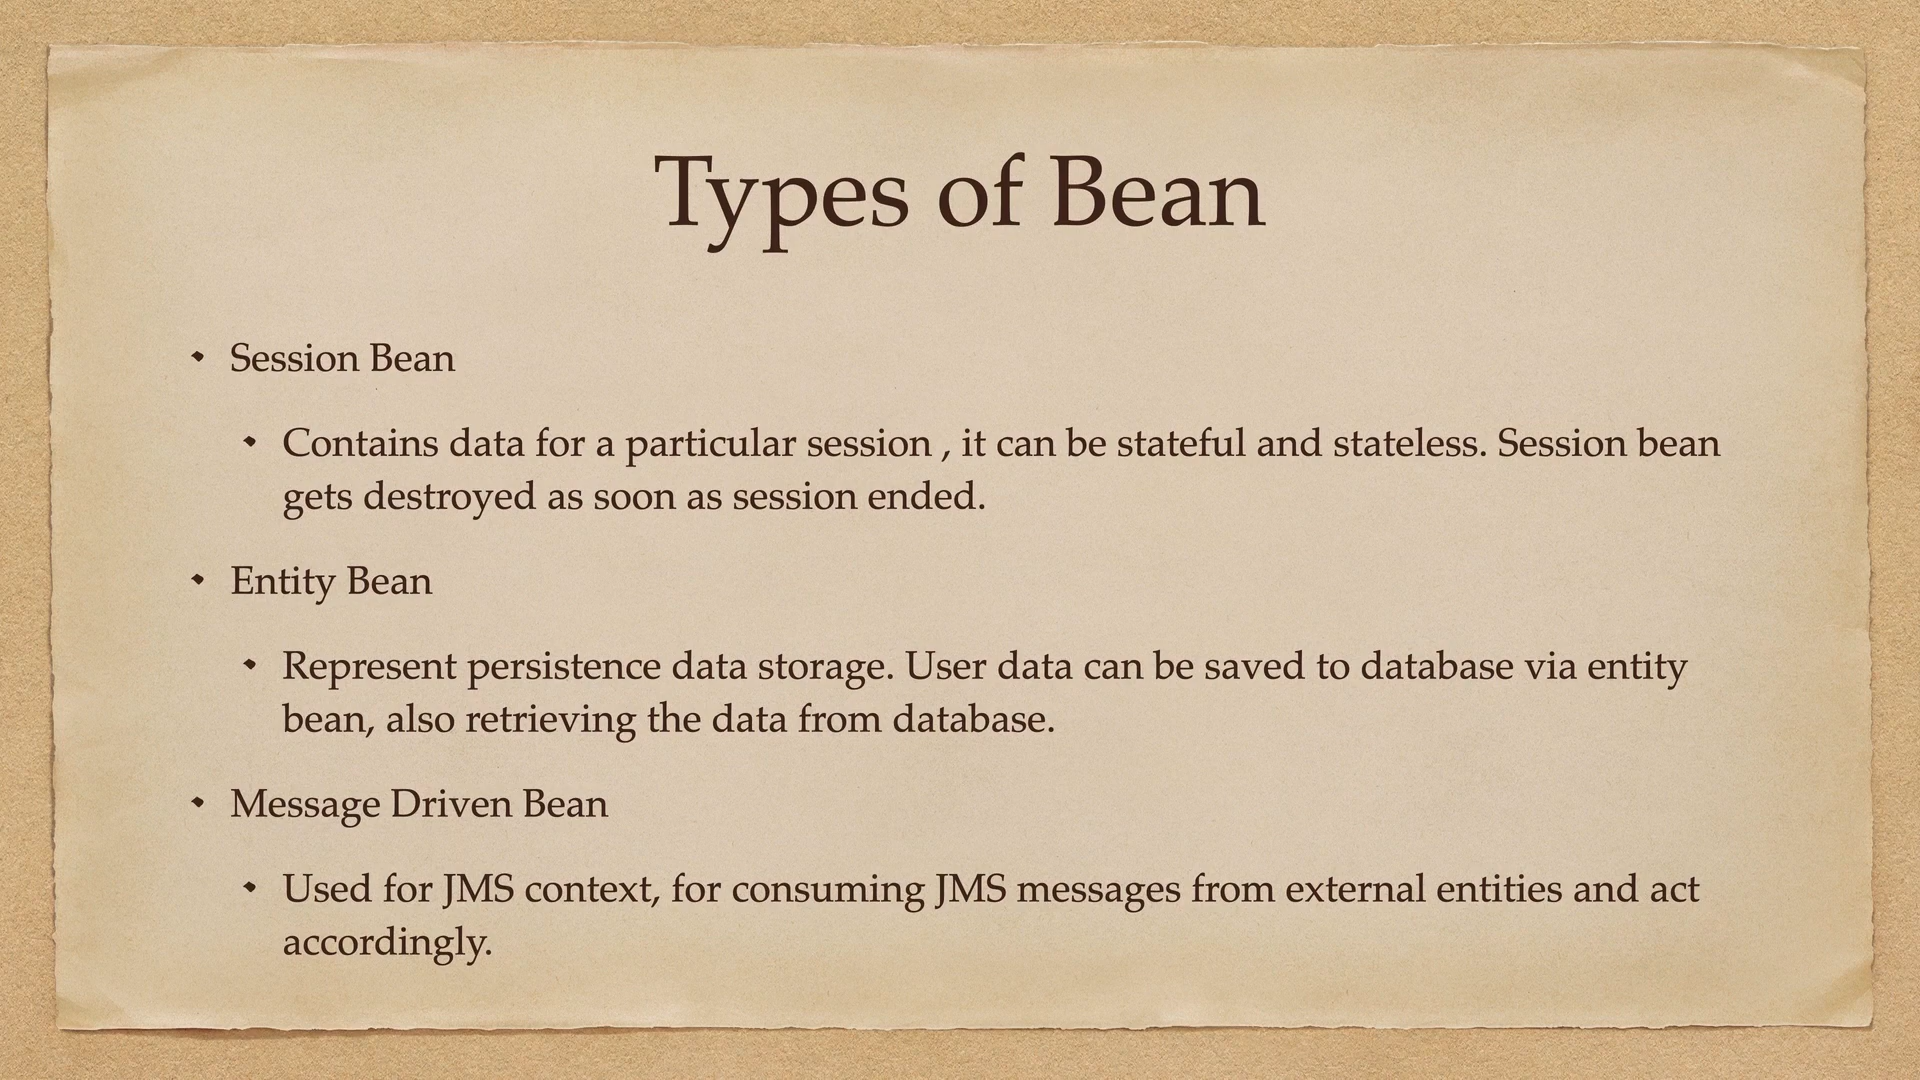 Types of Bean
Session Bean
Contains data for a particular session , it can be stateful and stateless. Session bean
gets destroyed as soon as session ended.
Entity Bean
Represent persistence data storage. User data can be saved to database via entity
bean, also retrieving the data from database.
Message Driven Bean
Used for JMS context, for consuming JMS messages from external entities and act
accordingly.